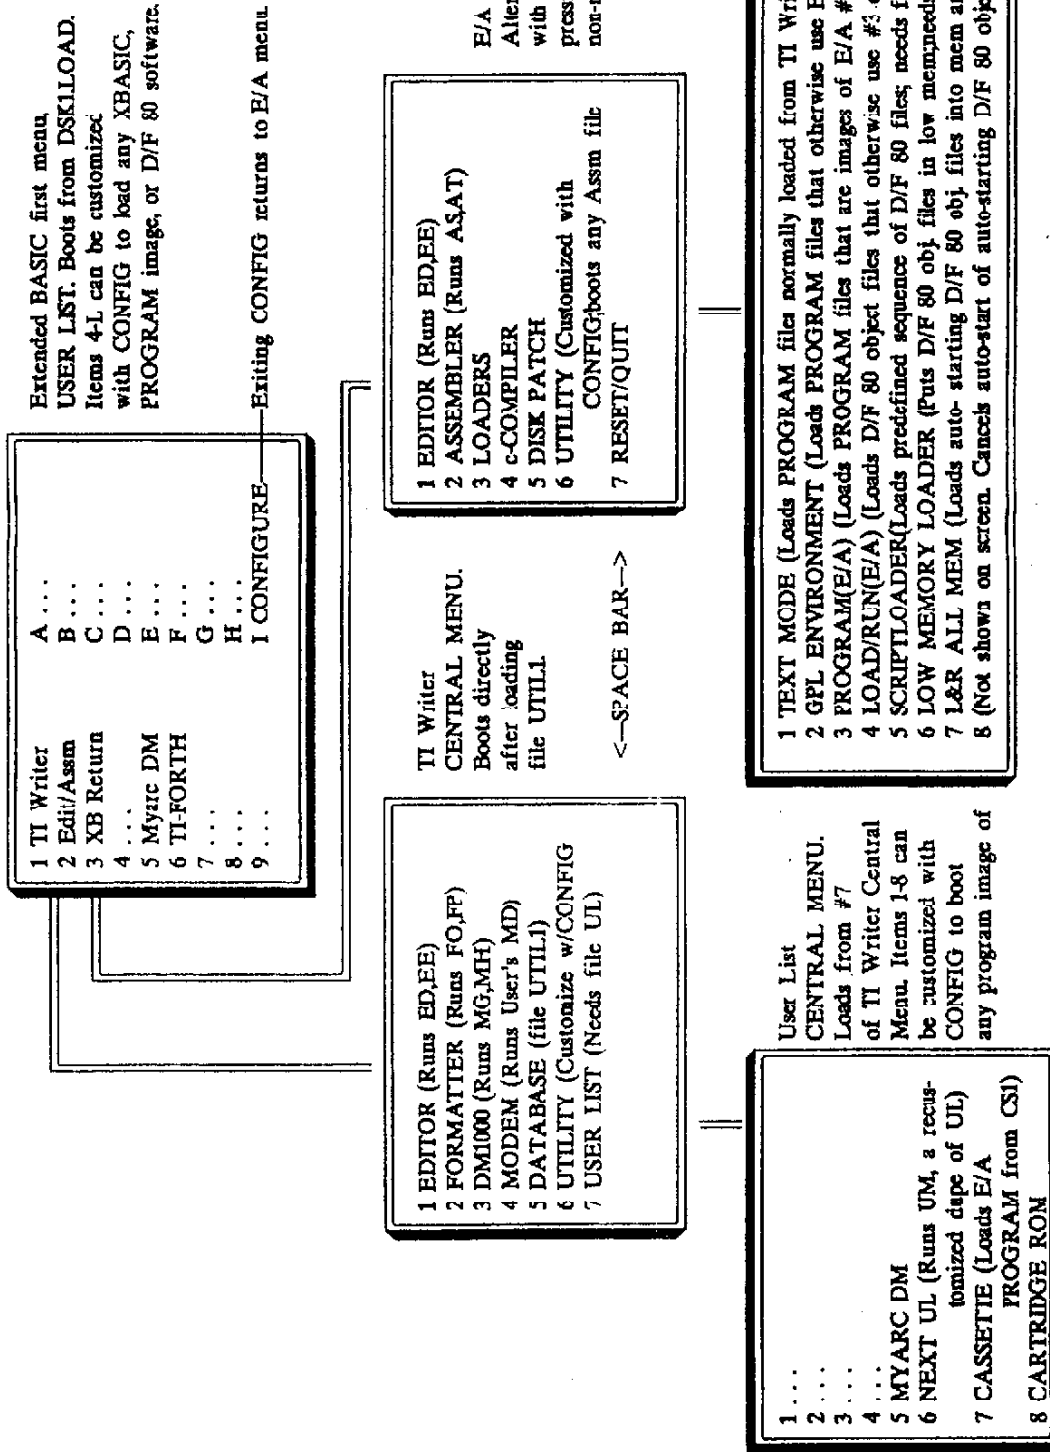 1 TI Writer A . . .
2 Edit/Assm B . . .
3 XB Return C . . .
4 . . . D . . .
5 Myarc DM E . . .
6 TI-FORTH F . . .
7 . . . G . . .
8 . . . H . . .
9 . . . I CONFIGURE—Exiting CONFIG returns to E/A menu.
Extended BASIC first menu,
USER LIST. Boots from DSK1.LOAD.
Items 4-L can be customized
with CONFIG to load any XBASIC,
PROGRAM image, or D/F 80 software.
1 EDITOR (Runs ED,EE)
2 FORMATTER (Runs FO,FP)
3 DM1000 (Runs MG,MH)
4 MODEM (Runs User's MD)
5 DATABASE (file UTIL1)
6 UTILITY (Customize w/CONFIG
7 USER LIST (Needs file UL)
TI Writer
CENTRAL MENU.
Boots directly
after loading
file UTIL1.
<—SPACE BAR—>
1 EDITOR (Runs ED,EE)
2 ASSEMBLER (Runs AS,AT)
3 LOADERS
4 c-COMPILER
5 DISK PATCH
6 UTILITY (Customized with
CONFIG;boots any Assm file
7 RESET/QUIT
E/A
Alter
with
press
non-
1 . . .
2 . . .
3 . . .
4 . . .
5 MYARC DM
6 NEXT UL (Runs UM, a recus-
tomized dupe of UL)
7 CASSETTE (Loads E/A
PROGRAM from CS1)
8 CARTRIDGE ROM
User List
CENTRAL MENU.
Loads from #7
of TI Writer Central
Menu. Items 1-8 can
be customized with
CONFIG to boot
any program image of
1 TEXT MODE (Loads PROGRAM files normally loaded from TI Wri
2 GPL ENVIRONMENT (Loads PROGRAM files that otherwise use E
3 PROGRAM(E/A) (Loads PROGRAM files that are images of E/A #
4 LOAD/RUN(E/A) (Loads D/F 80 object files that otherwise use #3
5 SCRIPTLOADER(Loads predefined sequence of D/F 80 files; needs f
6 LOW MEMORY LOADER (Puts D/F 80 obj. files in low mem;needs
7 L&R ALL MEM (Loads auto- starting D/F 80 obj. files into mem an
8 (Not shown on screen. Cancels auto-start of auto-starting D/F 80 obje